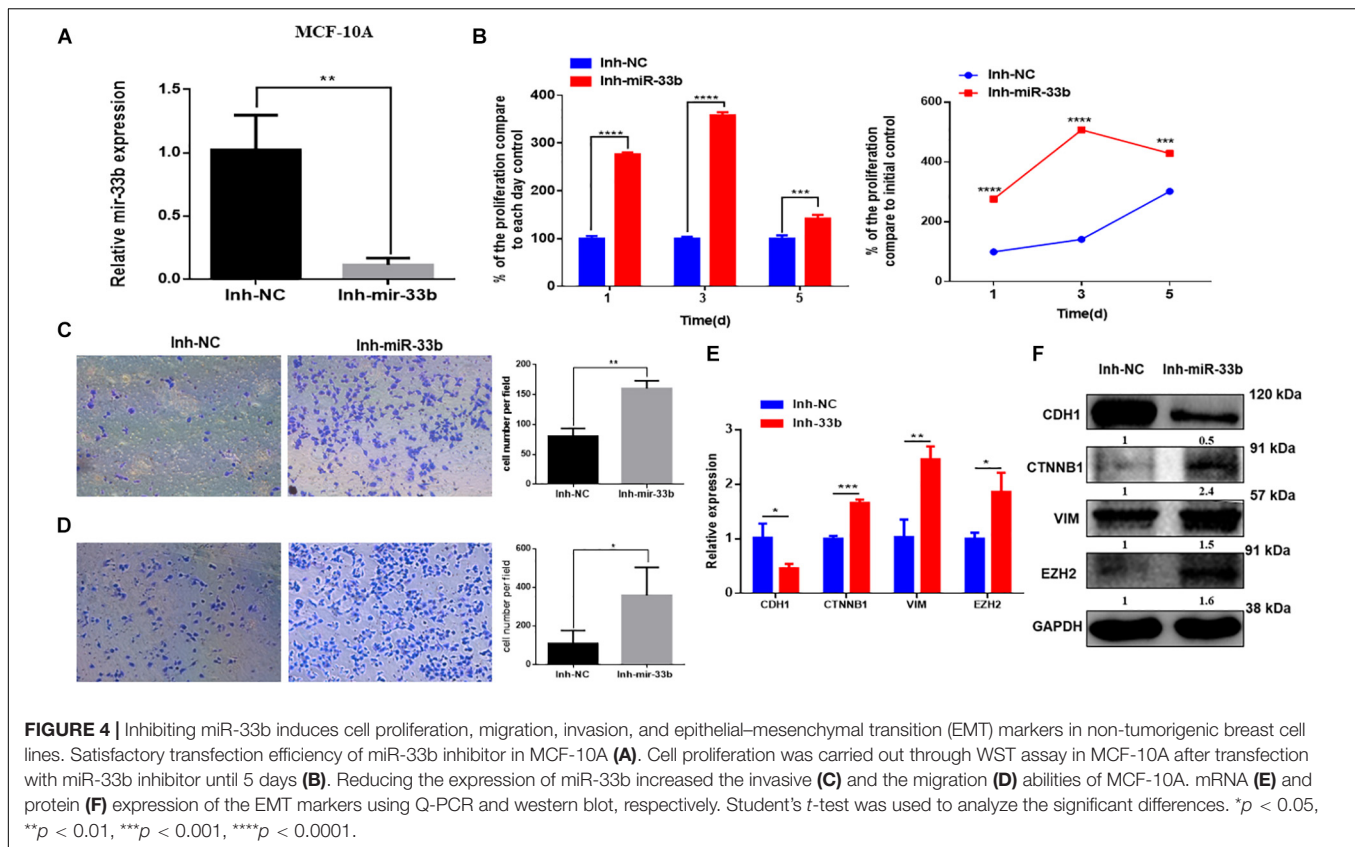 A
MCF-10A
**
1.5
1.0
0.5
0.0
Relative mir-33b expression
Inh-NC
Inh-mir-33b
B
Inh-NC
Inh-miR-33b
400
300
200
100
0
% of the proliferation compare
to each day control
****
****
***
1
3
5
Time(d)
Inh-NC
Inh-miR-33b
600
400
200
0
% of the proliferation
compare to initial control
****
****
***
1
3
5
Time(d)
C
Inh-NC
Inh-miR-33b
200
150
100
50
0
cell number per field
**
Inh-NC
Inh-mir-33b
D
600
400
200
0
cell number per field
*
Inh-NC
Inh-mir-33b
E
Inh-NC
Inh-33b
3
2
1
0
Relative expression
*
***
**
*
CDH1
CTNNB1
VIM
EZH2
F
Inh-NC
Inh-miR-33b
CDH1
120 kDa
1
0.5
CTNNB1
91 kDa
1
2.4
VIM
57 kDa
1
1.5
EZH2
91 kDa
1
1.6
GAPDH
38 kDa
FIGURE 4 | Inhibiting miR-33b induces cell proliferation, migration, invasion, and epithelial–mesenchymal transition (EMT) markers in non-tumorigenic breast cell
lines. Satisfactory transfection efficiency of miR-33b inhibitor in MCF-10A (A). Cell proliferation was carried out through WST assay in MCF-10A after transfection
with miR-33b inhibitor until 5 days (B). Reducing the expression of miR-33b increased the invasive (C) and the migration (D) abilities of MCF-10A. mRNA (E) and
protein (F) expression of the EMT markers using Q-PCR and western blot, respectively. Student's t-test was used to analyze the significant differences. *p < 0.05,
**p < 0.01, ***p < 0.001, ****p < 0.0001.